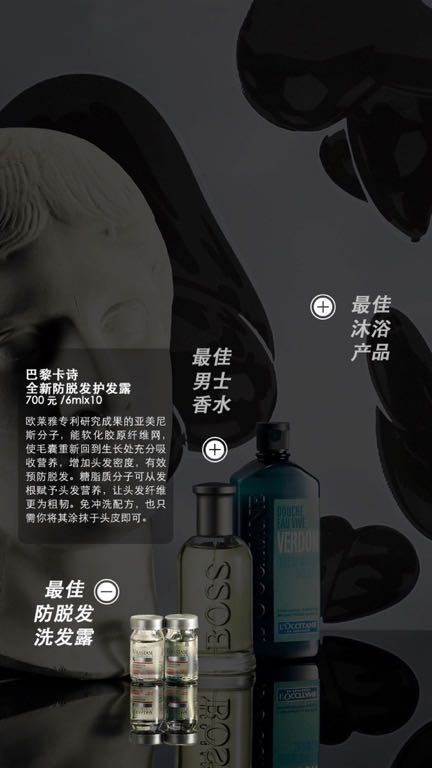 最佳
沐浴
产品
最佳
男士
香水
巴黎卡诗
全新防脱发护发露
700 元 /6mlx10
欧莱雅专利研究成果的亚美尼
斯分子，能软化胶原纤维网，
使毛囊重新回到生长处充分吸
收营养，增加头发密度，有效
预防脱发。糖脂质分子可从发
根赋予头发营养，让头发纤维
更为粗韧。免冲洗配方，也只
需你将其涂抹于头皮即可。
最佳
防脱发
洗发露
BOSS
DOUCHE
EAU VIVE
VERDON
L'OCCITANE